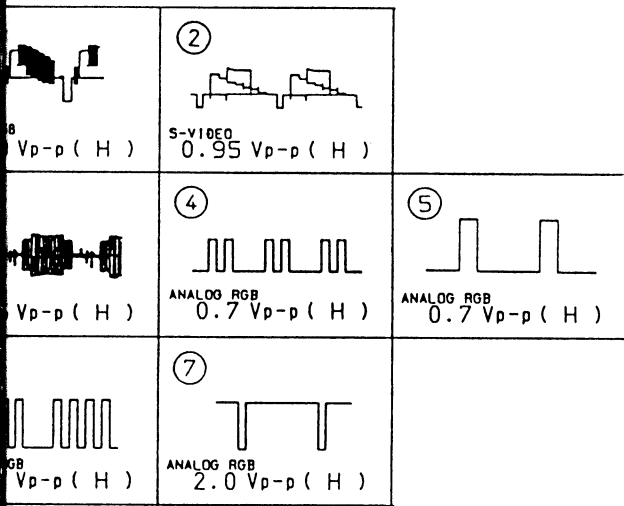 ②
S-VIDEO
Vp-p ( H )
0.95 Vp-p ( H )
④
⑤
ANALOG RGB
ANALOG RGB
Vp-p ( H )
0.7 Vp-p ( H )
0.7 Vp-p ( H )
⑦
ANALOG RGB
Vp-p ( H )
2.0 Vp-p ( H )